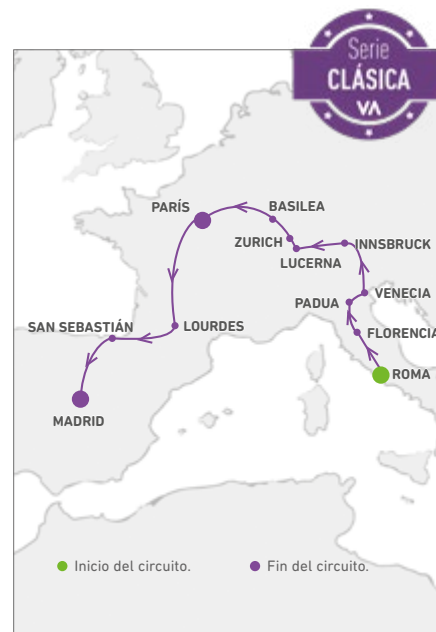 Serie
CLÁSICA
VA
PARÍS
BASILEA
ZURICH
INNSBRUCK
LUCERNA
VENECIA
PADUA
SAN SEBASTIÁN
LOURDES
FLORENCIA
ROMA
MADRID
Inicio del circuito.
Fin del circuito.